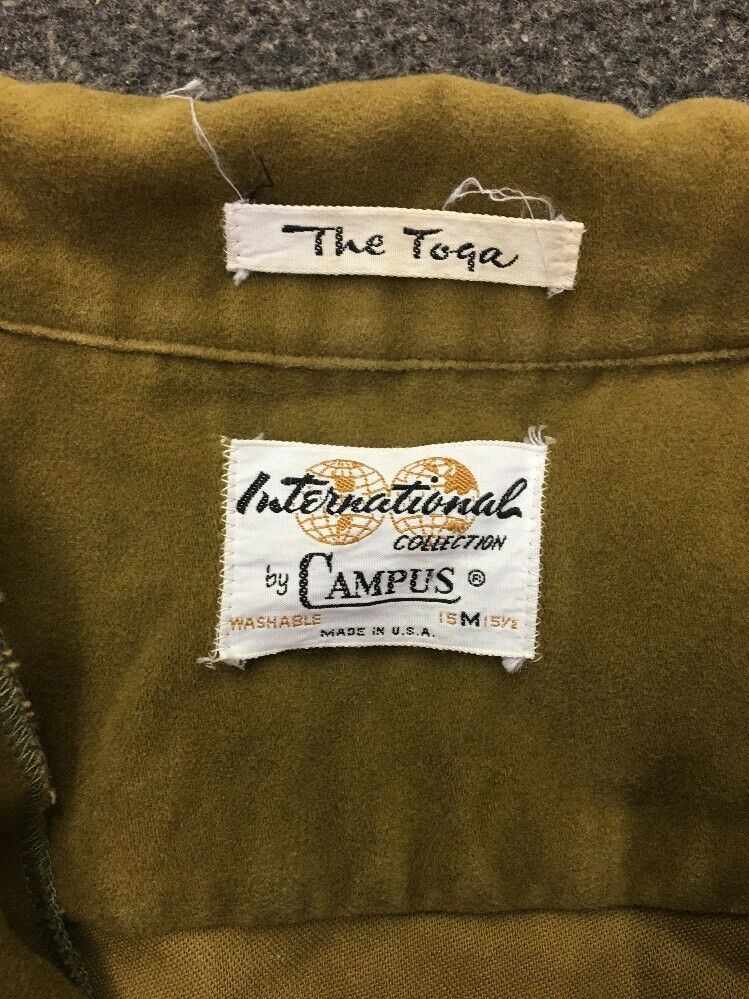 The Toga
International
COLLECTION
by CAMPUS ®
WASHABLE 15 M 15½
MADE IN U.S.A.